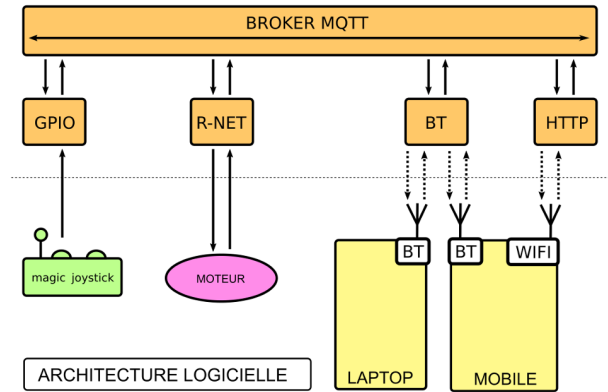 BROKER MQTT
GPIO
R-NET
BT
HTTP
magic joystick
MOTEUR
BT
BT
WIFI
LAPTOP
MOBILE
ARCHITECTURE LOGICIELLE